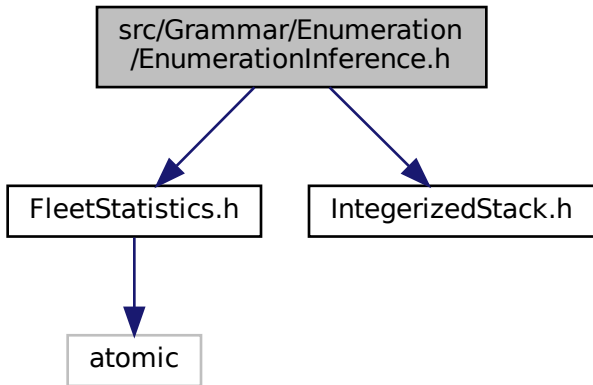 src/Grammar/Enumeration
/EnumerationInference.h
FleetStatistics.h
IntegerizedStack.h
atomic